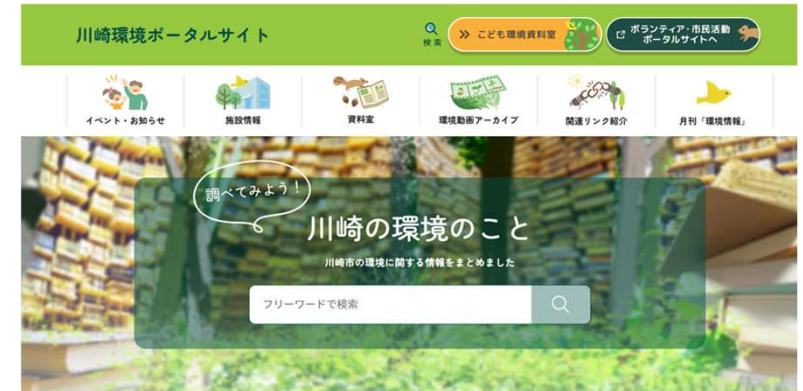 川崎環境ポータルサイト
検索
こども環境資料室
ボランティア・市民活動
ポータルサイトへ
イベント・お知らせ
施設情報
資料室
環境動画アーカイブ
関連リンク紹介
月刊「環境情報」
調べてみよう!
川崎の環境のこと
川崎市の環境に関する情報をまとめました
フリーワードで検索